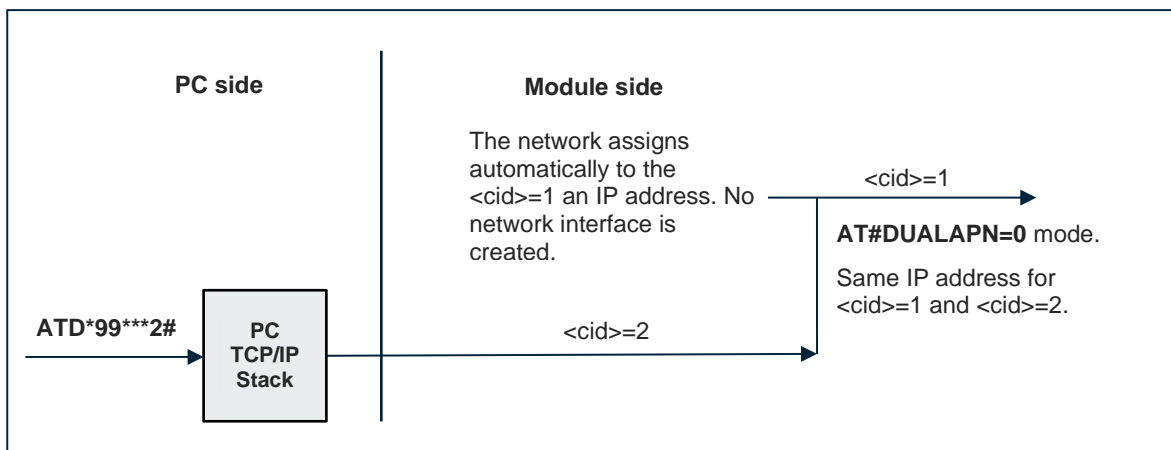 PC side
Module side
The network assigns
automatically to the
<cid>=1 an IP address. No
network interface is
created.
<cid>=1
AT#DUALAPN=0 mode.
Same IP address for
<cid>=1 and <cid>=2.
ATD*99***2#
PC
TCP/IP
Stack
<cid>=2